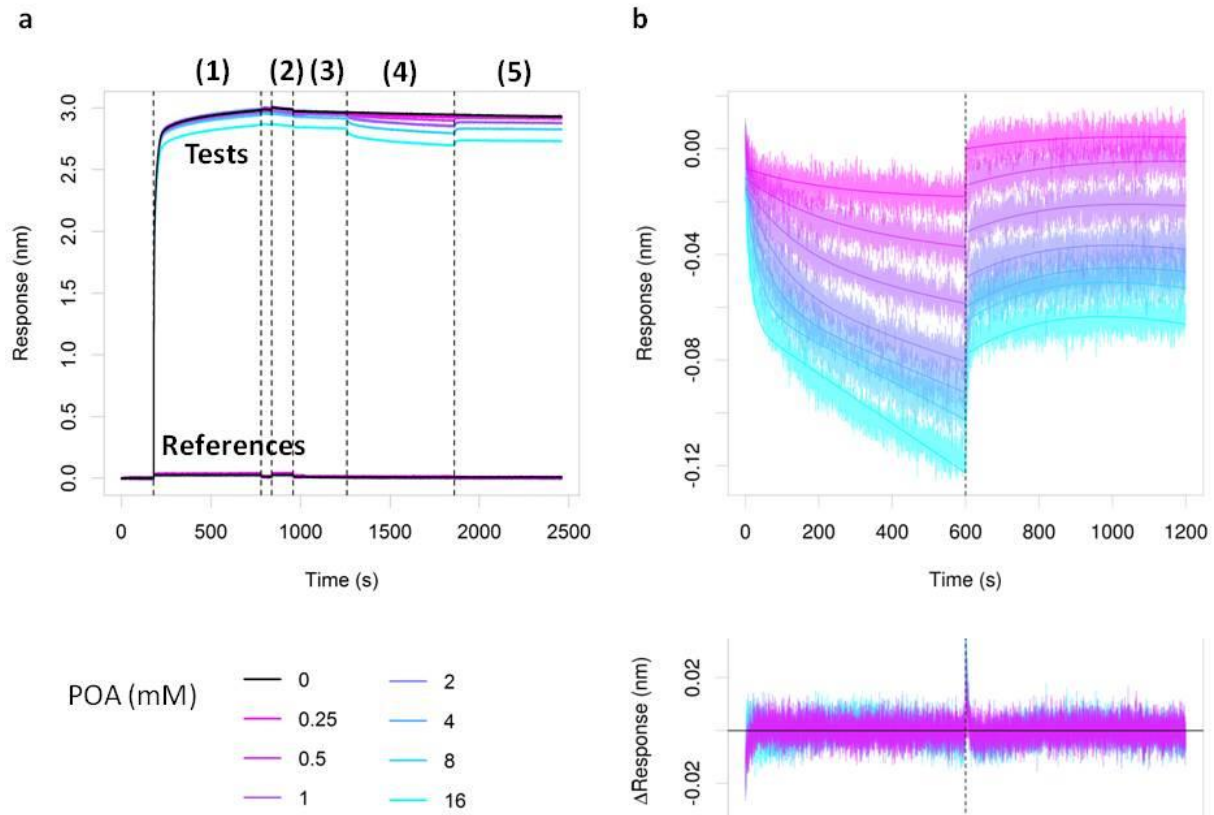 a
(1) (2) (3) (4) (5)
Response (nm)
3.0
2.5
2.0
1.5
1.0
0.5
0.0
Tests
References
0 500 1000 1500 2000 2500
Time (s)
b
Response (nm)
0.00
-0.04
-0.08
-0.12
0 200 400 600 800 1000 1200
Time (s)
ΔResponse (nm)
0.02
-0.02
POA (mM)
0 2
0.25 4
0.5 8
1 16